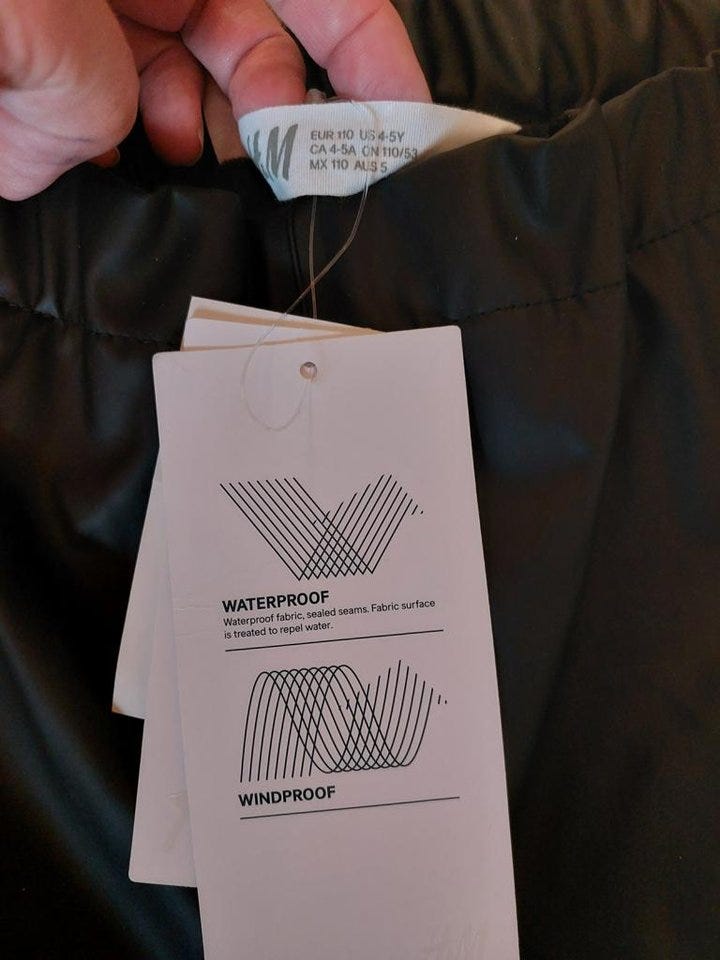 H&M
EUR 110 US 4-5Y
CA 4-5A CN 110/53
MX 110 AUS 5
WATERPROOF
Waterproof fabric, sealed seams. Fabric surface
is treated to repel water.
WINDPROOF